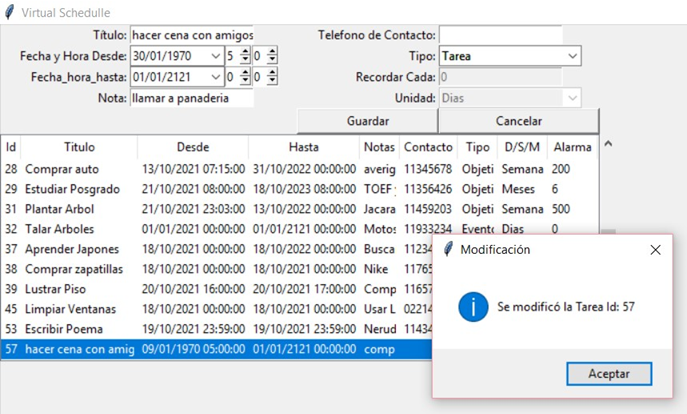 Virtual Schedulle
Título: hacer cena con amigos Telefono de Contacto:
Fecha y Hora Desde: 30/01/1970 5 0 Tipo: Tarea
Fecha_hora_hasta: 01/01/2121 0 0 Recordar Cada: 0
Nota: llamar a panaderia Unidad: Dias
Guardar Cancelar
Id Titulo Desde Hasta Notas Contacto Tipo D/S/M Alarma
28 Comprar auto 13/10/2021 07:15:00 31/10/2022 00:00:00 averig 11345678 Objeti Semana 200
29 Estudiar Posgrado 21/10/2021 08:00:00 18/10/2023 08:00:00 TOEF 11356426 Objeti Meses 6
31 Plantar Arbol 21/10/2021 23:03:00 13/10/2022 00:00:00 Jacara 11459203 Objeti Semana 500
32 Talar Arboles 01/01/2021 00:00:00 01/01/2121 00:00:00 Motos 11933234 Evento Dias 0
37 Aprender Japones 18/10/2021 00:00:00 18/10/2022 00:00:00 Busca 11234
38 Comprar zapatillas 18/10/2021 00:00:00 18/10/2021 00:00:00 Nike 11765
39 Lustrar Piso 20/10/2021 16:00:00 20/10/2021 17:00:00 Comp 11657
45 Limpiar Ventanas 18/10/2021 00:00:00 18/10/2021 00:00:00 Usar L 02214
53 Escribir Poema 19/10/2021 23:59:00 19/10/2021 23:59:00 Nerud 11434
57 hacer cena con amig 09/01/1970 05:00:00 01/01/2121 00:00:00 comp
Modificación
Se modificó la Tarea Id: 57
Aceptar